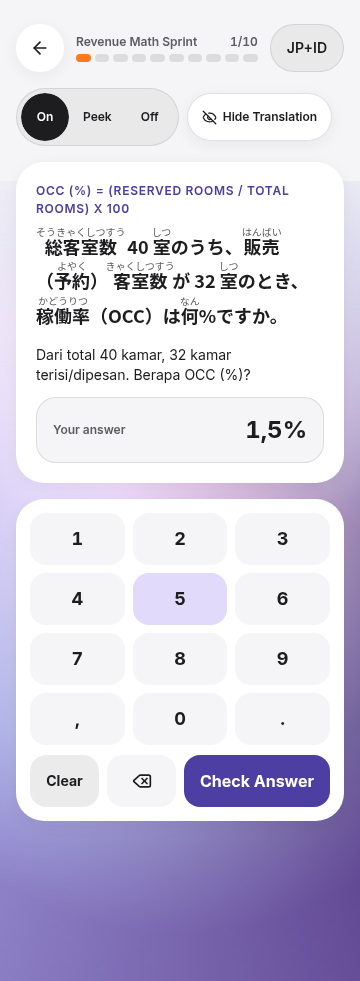 Revenue Math Sprint 1/10
JP+ID
On Peek Off
Hide Translation
OCC (%) = (RESERVED ROOMS / TOTAL
ROOMS) X 100
そうきゃくしつすう しつ はんばい
総客室数 40 室のうち、販売
よやく きゃくしつすう しつ
（予約） 客室数 が 32 室のとき、
かどうりつ なん
稼働率（OCC）は何%ですか。
Dari total 40 kamar, 32 kamar
terisi/dipesan. Berapa OCC (%)?
Your answer 1,5%
1 2 3
4 5 6
7 8 9
, 0 .
Clear Check Answer